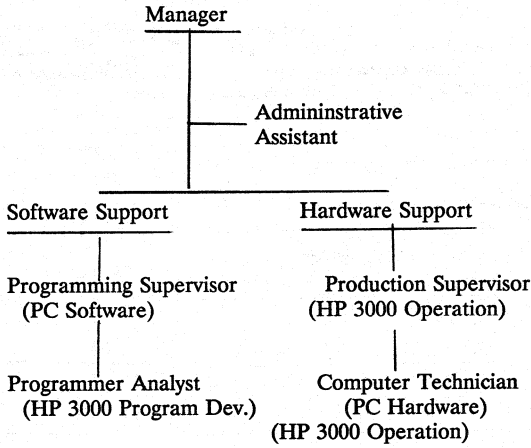 Manager
Admininstrative
Assistant
Software Support
Hardware Support
Programming Supervisor
(PC Software)
Production Supervisor
(HP 3000 Operation)
Programmer Analyst
(HP 3000 Program Dev.)
Computer Technician
(PC Hardware)
(HP 3000 Operation)